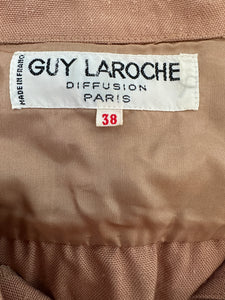 GUY LAROCHE
DIFFUSION
PARIS
MADE IN FRANCE
38